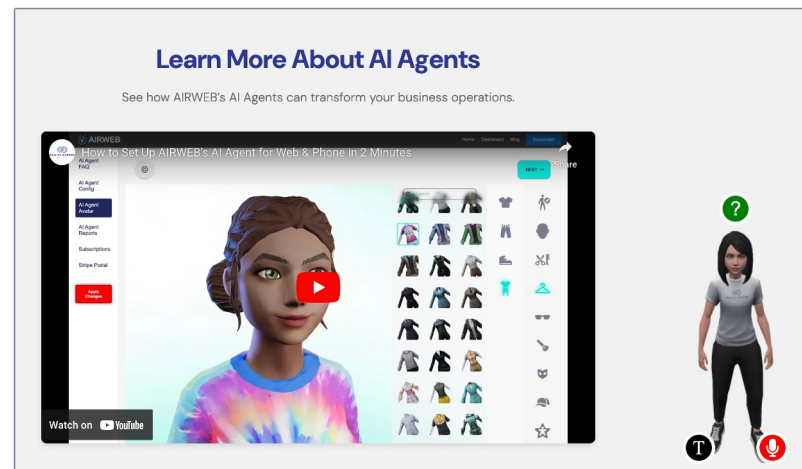 Learn More About AI Agents
See how AIRWEB's AI Agents can transform your business operations.
AIRWEB
Home Dashboard Blog Disconnect
How to Set Up AIRWEB's AI Agent for Web & Phone in 2 Minutes
Share
AI Agent
FAQ
AI Agent
Config
AI Agent
Avatar
AI Agent
Reports
Subscriptions
Stripe Portal
Apply
Changes
NEXT →
Search
Watch on YouTube
?
T